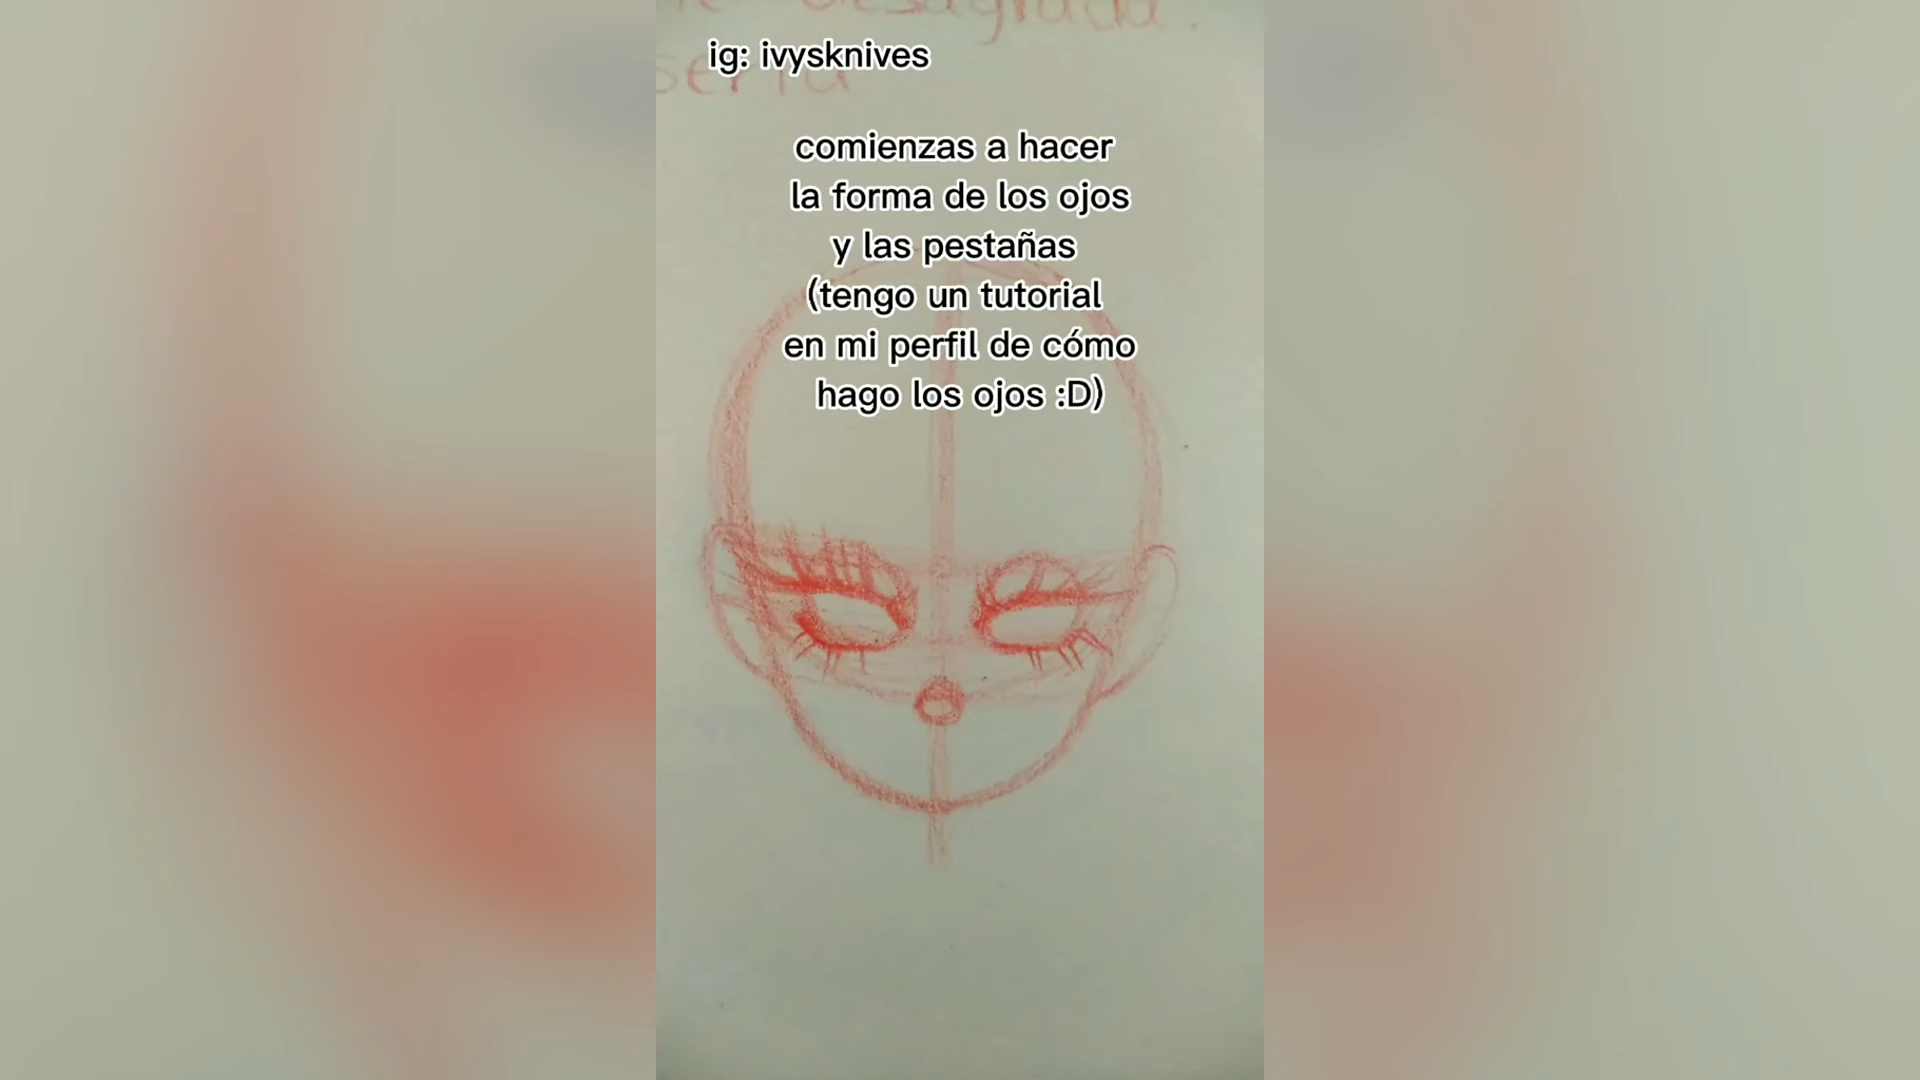 ig: ivysknives
comienzas a hacer
la forma de los ojos
y las pestañas
(tengo un tutorial
en mi perfil de cómo
hago los ojos :D)